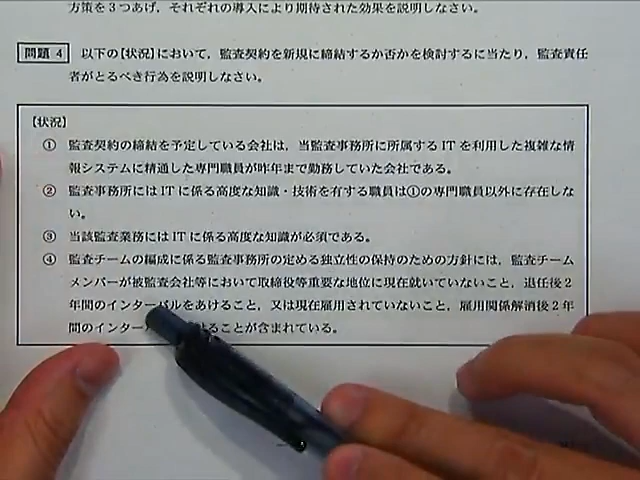 方策を3つあげ，それぞれの導入により期待された効果を説明しなさい。
問題 4 以下の【状況】において，監査契約を新規に締結するか否かを検討するに当たり，監査責任
者がとるべき行為を説明しなさい。
【状況】
① 監査契約の締結を予定している会社は，当監査事務所に所属するITを利用した複雑な情
報システムに精通した専門職員が昨年まで勤務していた会社である。
② 監査事務所にはITに係る高度な知識・技術を有する職員は①の専門職員以外に存在しな
い。
③ 当該監査業務にはITに係る高度な知識が必須である。
④ 監査チームの編成に係る監査事務所の定める独立性の保持のための方針には，監査チーム
メンバーが被監査会社等において取締役等重要な地位に現在就いていないこと，退任後2
年間のインターバルをあけること，又は現在雇用されていないこと，雇用関係解消後2年
間のインター けることが含まれている。